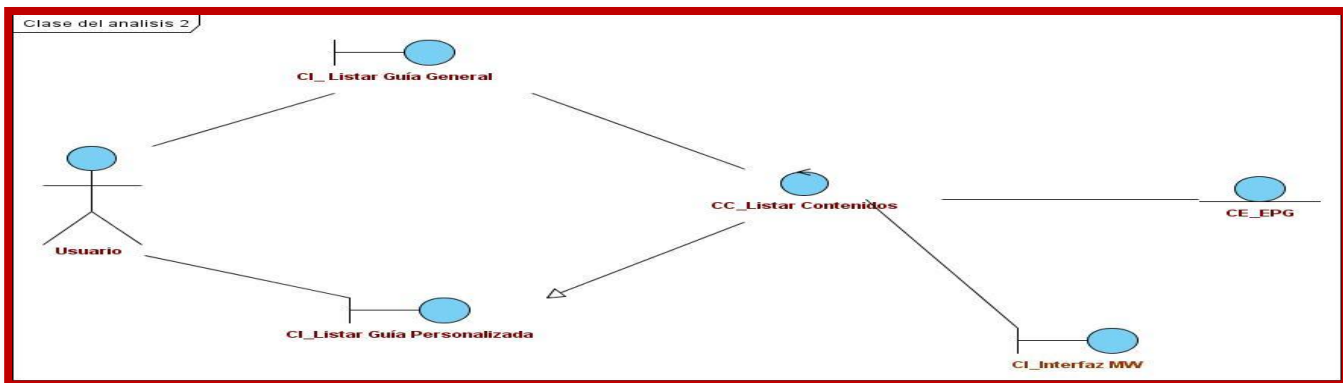 Clase del analisis 2
CI_ Listar Guía General
CC_Listar Contenidos
CE_EPG
Usuario
CI_Listar Guía Personalizada
CI_Interfaz MW